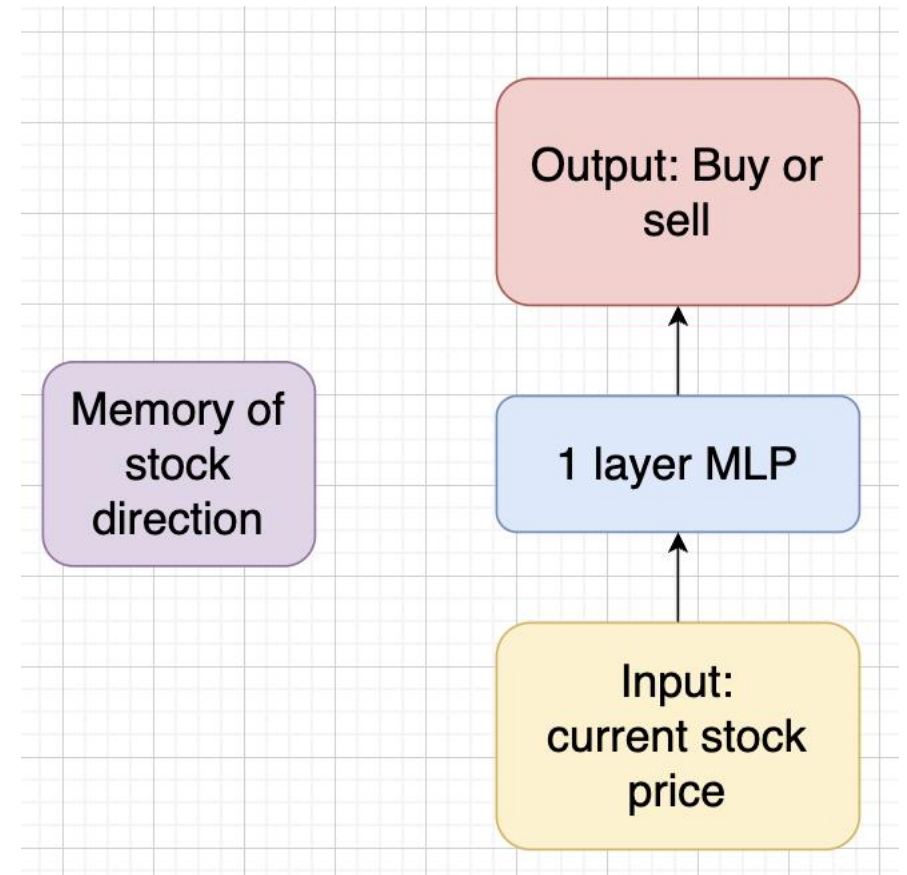 Output: Buy or
sell
Memory of
stock
direction
1 layer MLP
Input:
current stock
price